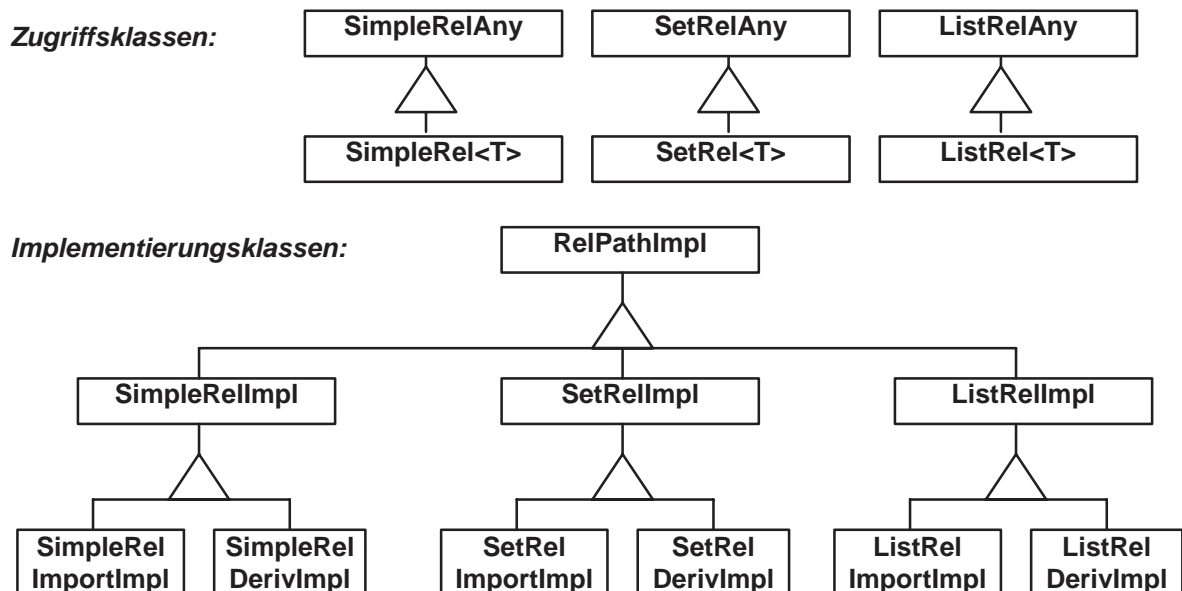 Zugriffsklassen:
SimpleRelAny
SetRelAny
ListRelAny
SimpleRel<T>
SetRel<T>
ListRel<T>
Implementierungsklassen:
RelPathImpl
SimpleRelImpl
SetRelImpl
ListRelImpl
SimpleRel
ImportImpl
SimpleRel
DerivImpl
SetRel
ImportImpl
SetRel
DerivImpl
ListRel
ImportImpl
ListRel
DerivImpl